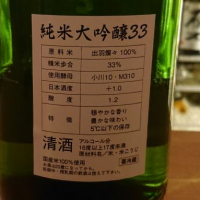 純米大吟醸33
原料米 出羽燦々100%
精米歩合 33%
使用酵母 小川10・M310
日本酒度 +1.0
酸度 1.2
特徴 穏やかな香り
豊かな味わい
5℃以下の保存
清酒
アルコール分
16度以上17度未満
原材料名/米・米こうじ
国産米100%使用
要冷蔵